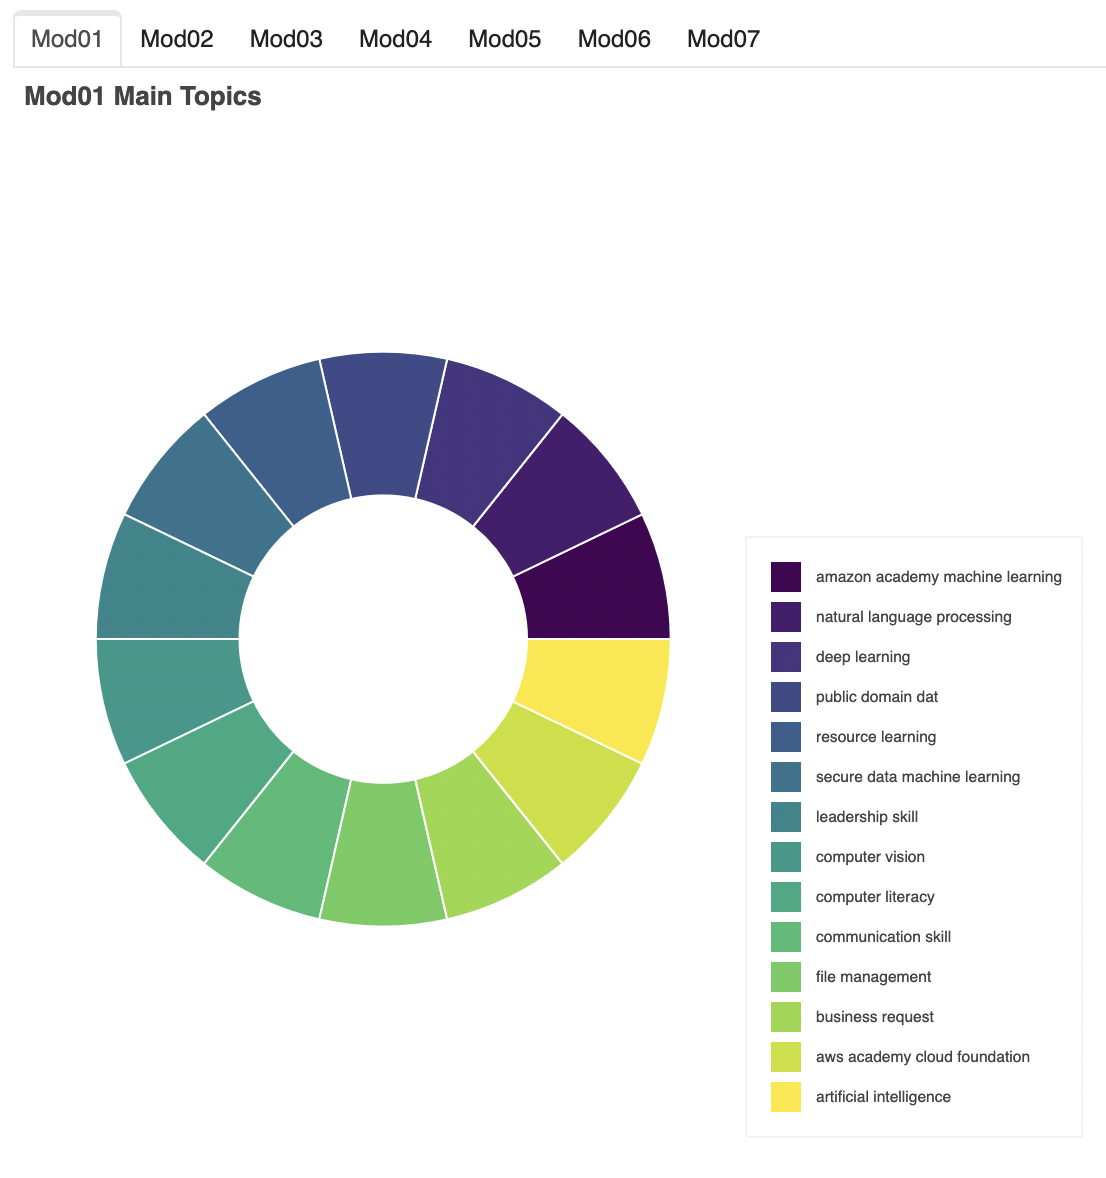 Mod01 Mod02 Mod03 Mod04 Mod05 Mod06 Mod07
Mod01 Main Topics
amazon academy machine learning
natural language processing
deep learning
public domain dat
resource learning
secure data machine learning
leadership skill
computer vision
computer literacy
communication skill
file management
business request
aws academy cloud foundation
artificial intelligence